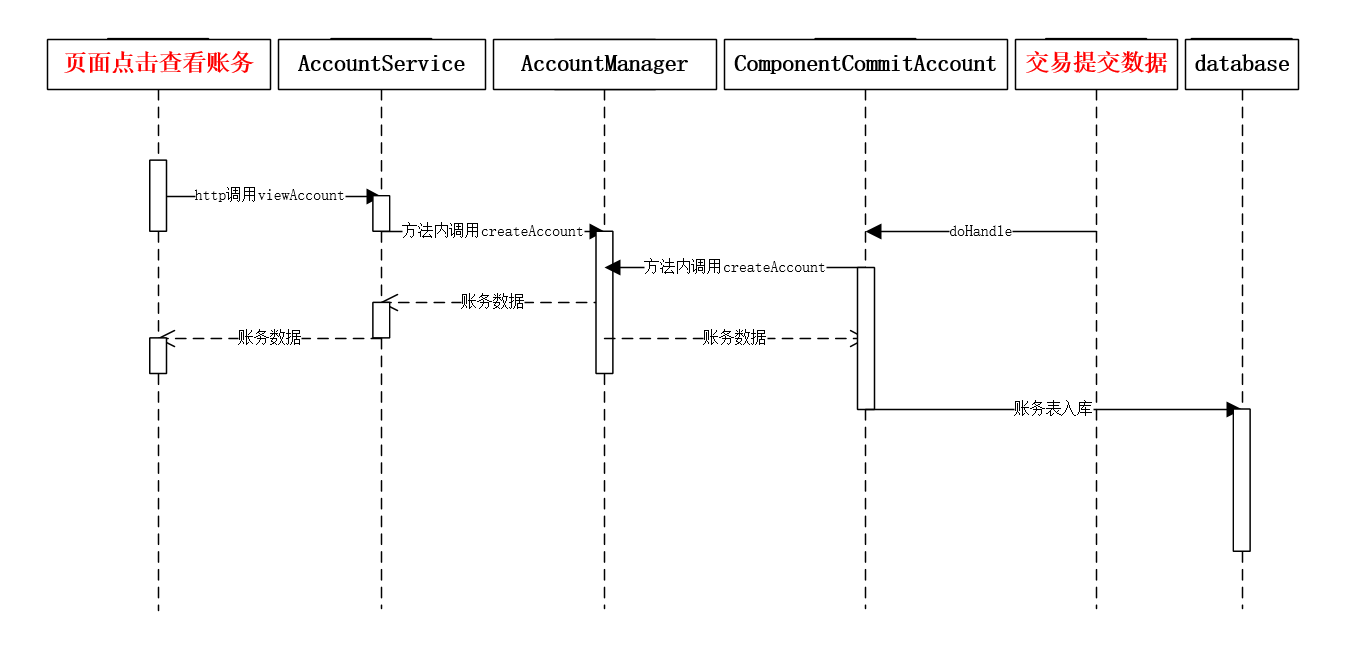 页面点击查看账务
AccountService
AccountManager
ComponentCommitAccount
交易提交数据
database
http调用viewAccount
方法内调用createAccount
doHandle
方法内调用createAccount
账务数据
账务数据
账务数据
账务表入库